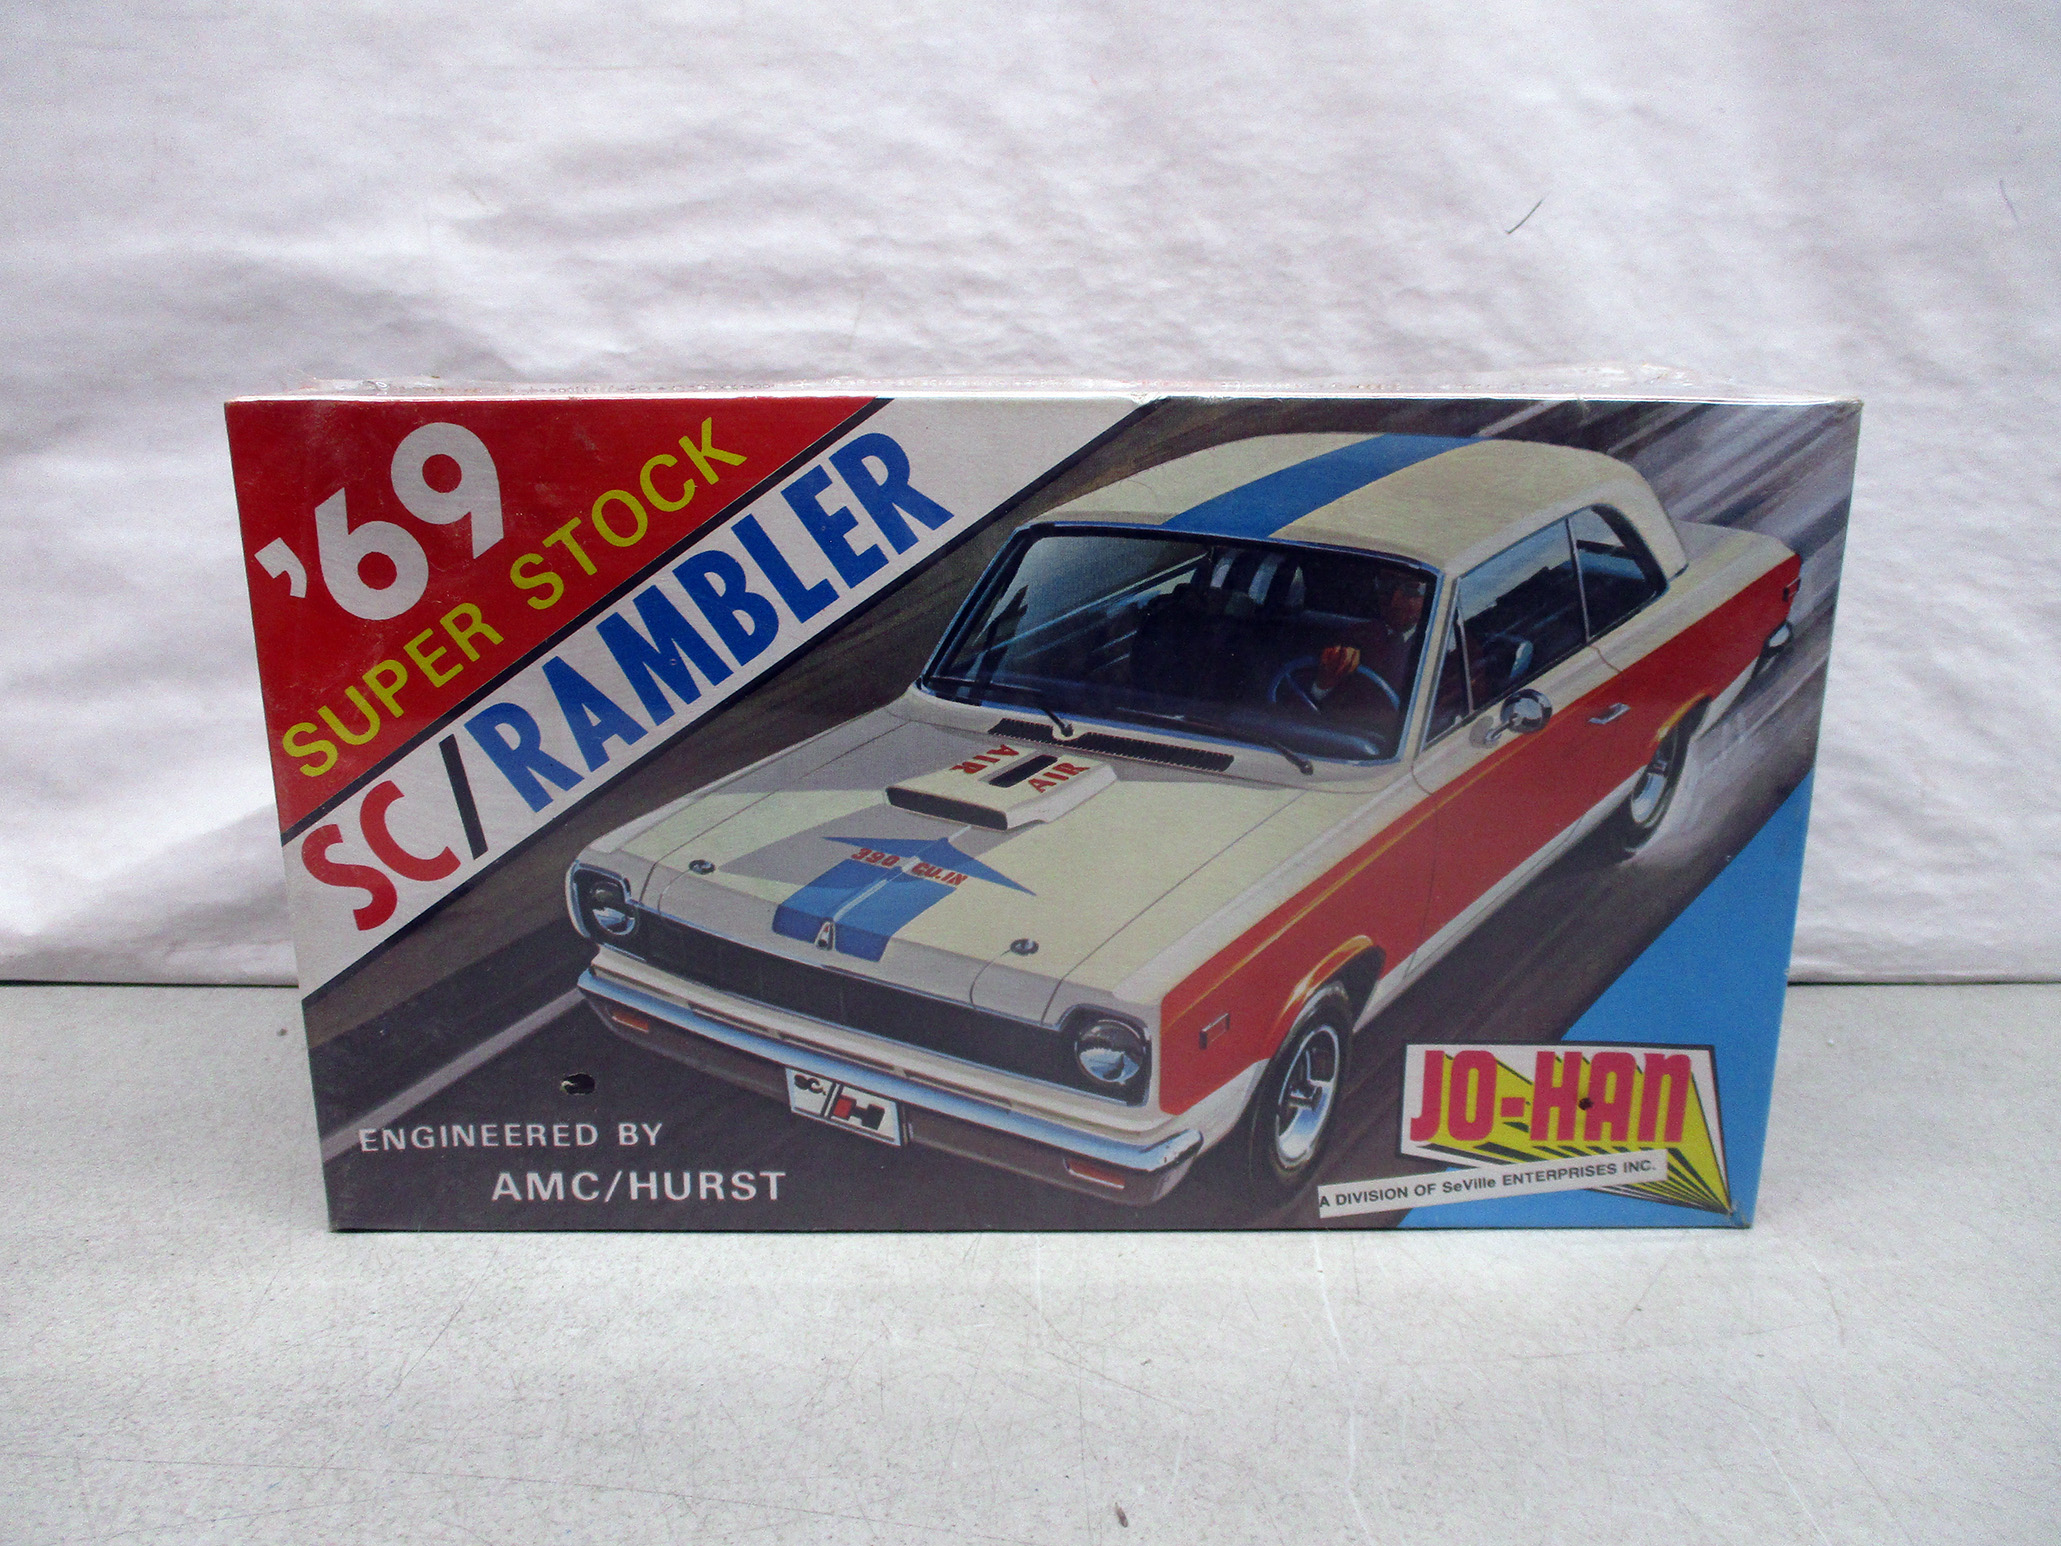 '69
SUPER STOCK
SC/RAMBLER
AIR
AIR
390 CU.IN
SC/H
ENGINEERED BY
AMC/HURST
JO-HAN
A DIVISION OF SeVille ENTERPRISES INC.